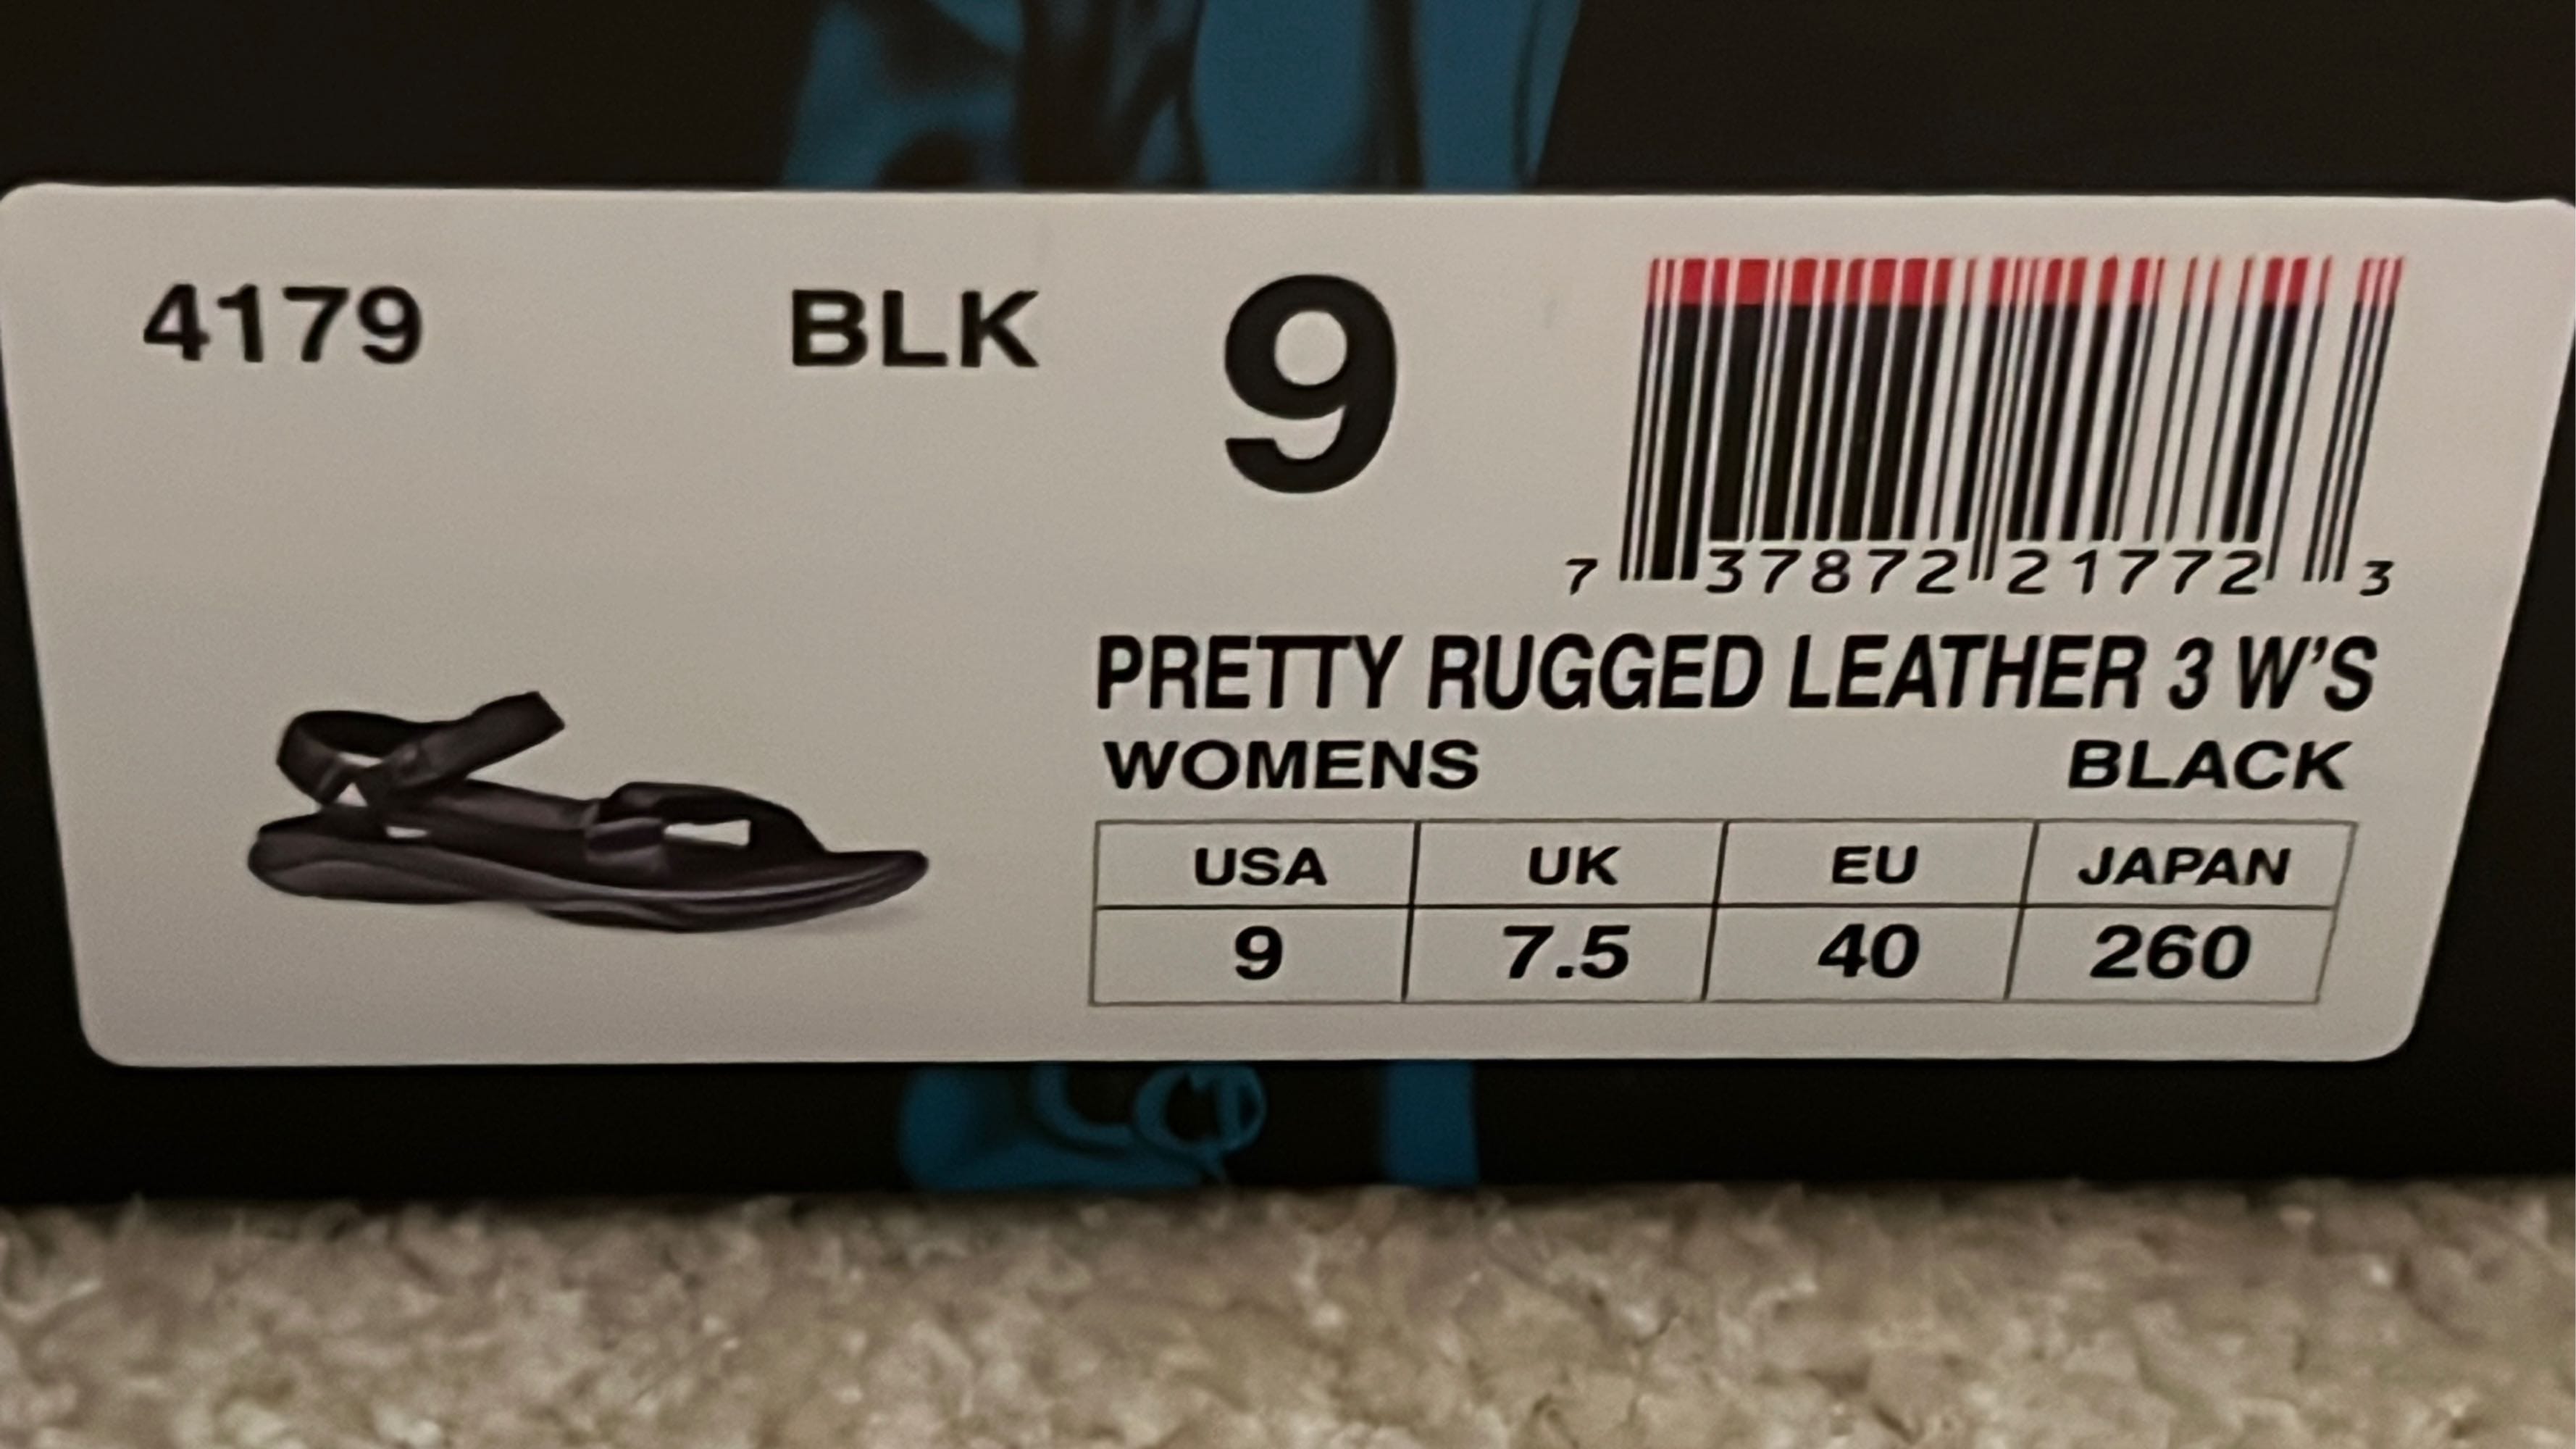 4179 BLK 9
7 37872 21772 3
PRETTY RUGGED LEATHER 3 W'S
WOMENS BLACK
USA UK EU JAPAN
9 7.5 40 260